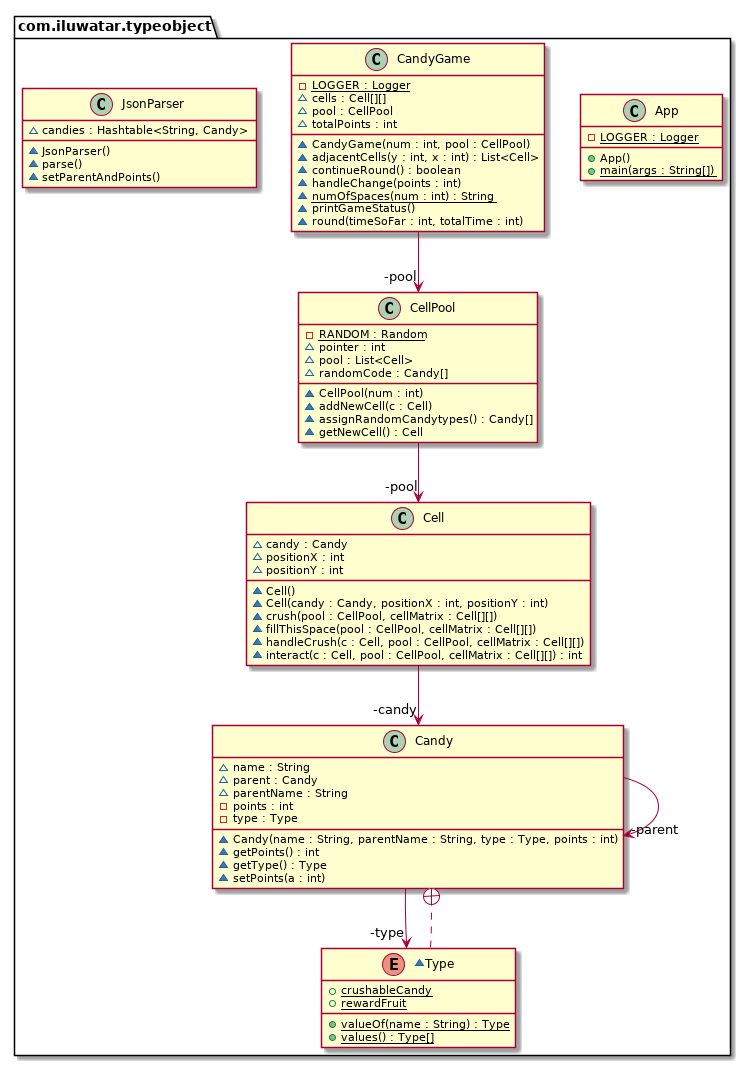 com.iluwatar.typeobject
C JsonParser
candies : Hashtable<String, Candy>
JsonParser()
parse()
setParentAndPoints()
C CandyGame
LOGGER : Logger
cells : Cell[][]
pool : CellPool
totalPoints : int
CandyGame(num : int, pool : CellPool)
adjacentCells(y : int, x : int) : List<Cell>
continueRound() : boolean
handleChange(points : int)
numOfSpaces(num : int) : String
printGameStatus()
round(timeSoFar : int, totalTime : int)
C App
LOGGER : Logger
App()
main(args : String[])
-pool
C CellPool
RANDOM : Random
pointer : int
pool : List<Cell>
randomCode : Candy[]
CellPool(num : int)
addNewCell(c : Cell)
assignRandomCandytypes() : Candy[]
getNewCell() : Cell
-pool
C Cell
candy : Candy
positionX : int
positionY : int
Cell()
Cell(candy : Candy, positionX : int, positionY : int)
crush(pool : CellPool, cellMatrix : Cell[][])
fillThisSpace(pool : CellPool, cellMatrix : Cell[][])
handleCrush(c : Cell, pool : CellPool, cellMatrix : Cell[][])
interact(c : Cell, pool : CellPool, cellMatrix : Cell[][]) : int
-candy
C Candy
name : String
parent : Candy
parentName : String
points : int
type : Type
Candy(name : String, parentName : String, type : Type, points : int)
getPoints() : int
getType() : Type
setPoints(a : int)
-parent
-type
E Type
crushableCandy
rewardFruit
valueOf(name : String) : Type
values() : Type[]